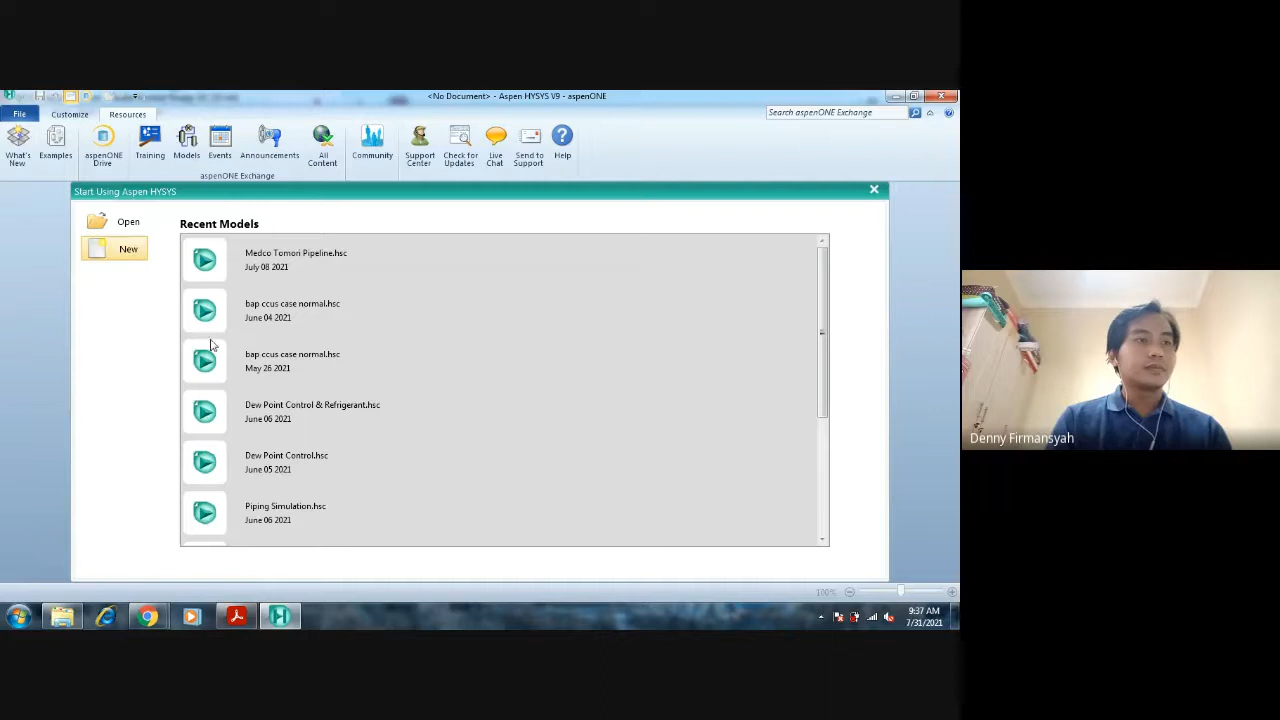 <No Document> - Aspen HYSYS V9 - aspenONE
File
Customize
Resources
Search aspenONE Exchange
What's New
Examples
aspenONE Drive
Training
Models
Events
Announcements
All Content
Community
Support Center
Check for Updates
Live Chat
Send to Support
Help
aspenONE Exchange
Start Using Aspen HYSYS
Open
New
Recent Models
Medco Tomori Pipeline.hsc
July 08 2021
bap ccus case normal.hsc
June 04 2021
bap ccus case normal.hsc
May 26 2021
Dew Point Control & Refrigerant.hsc
June 06 2021
Dew Point Control.hsc
June 05 2021
Piping Simulation.hsc
June 06 2021
Denny Firmansyah
100%
9:37 AM
7/31/2021